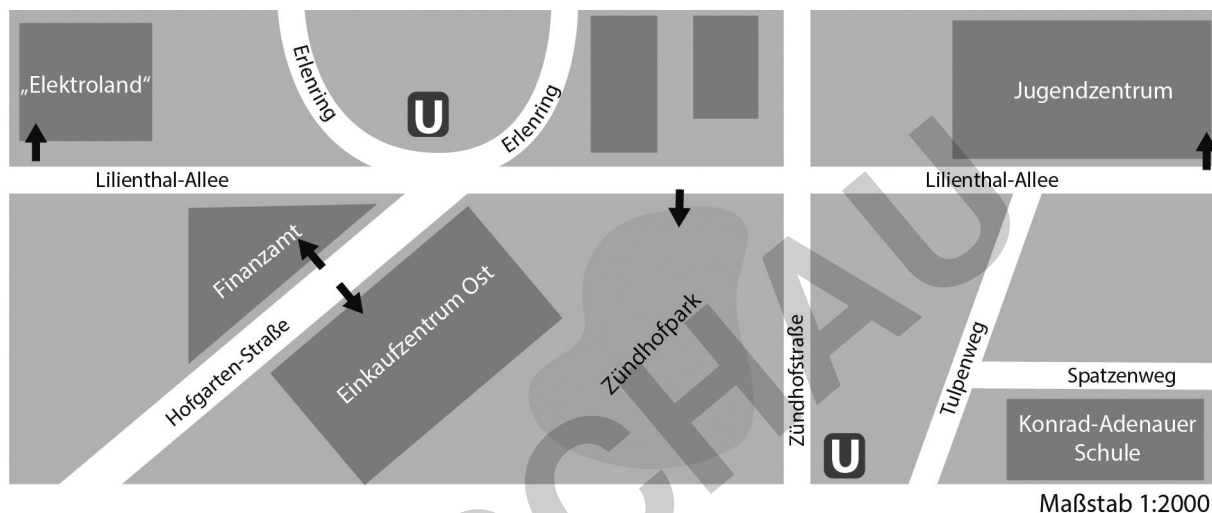 „Elektroland“
Erlenring
U
Erlenring
Jugendzentrum
Lilienthal-Allee
Lilienthal-Allee
Finanzamt
Hofgarten-Straße
Einkaufzentrum Ost
Zündhofpark
Zündhofstraße
U
Tulpenweg
Spatzenweg
Konrad-Adenauer
Schule
Maßstab 1:2000
CHAU